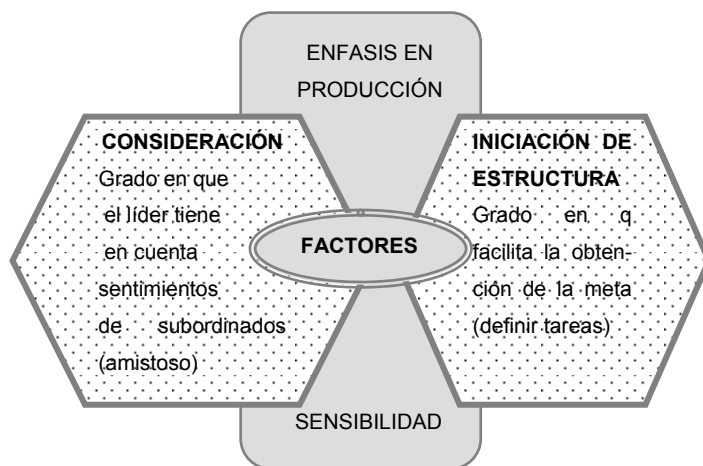 ENFASIS EN
PRODUCCIÓN
CONSIDERACIÓN
Grado en que
el líder tiene
en cuenta
sentimientos
de subordinados
(amistoso)
FACTORES
INICIACIÓN DE
ESTRUCTURA
Grado en q
facilita la obten-
ción de la meta
(definir tareas)
SENSIBILIDAD